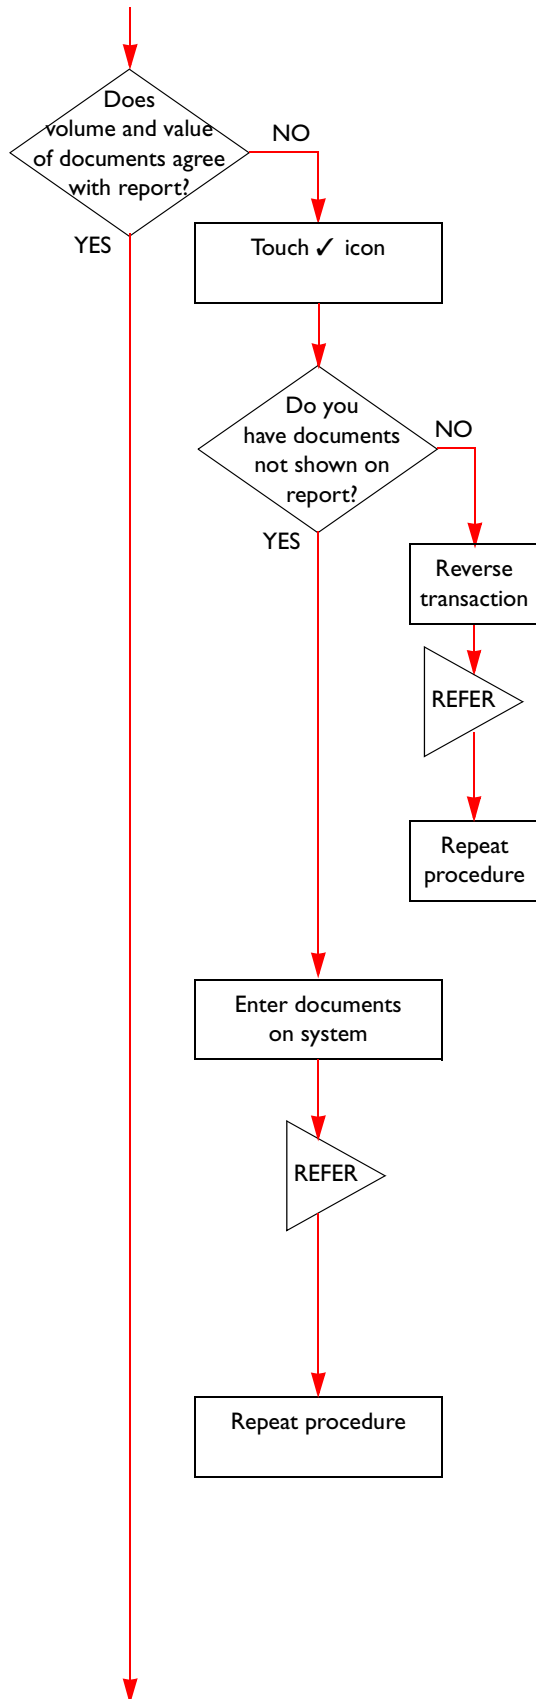 Does
volume and value
of documents agree
with report?
NO
YES
Touch ✓ icon
Do you
have documents
not shown on
report?
NO
YES
Reverse
transaction
REFER
Repeat
procedure
Enter documents
on system
REFER
Repeat procedure